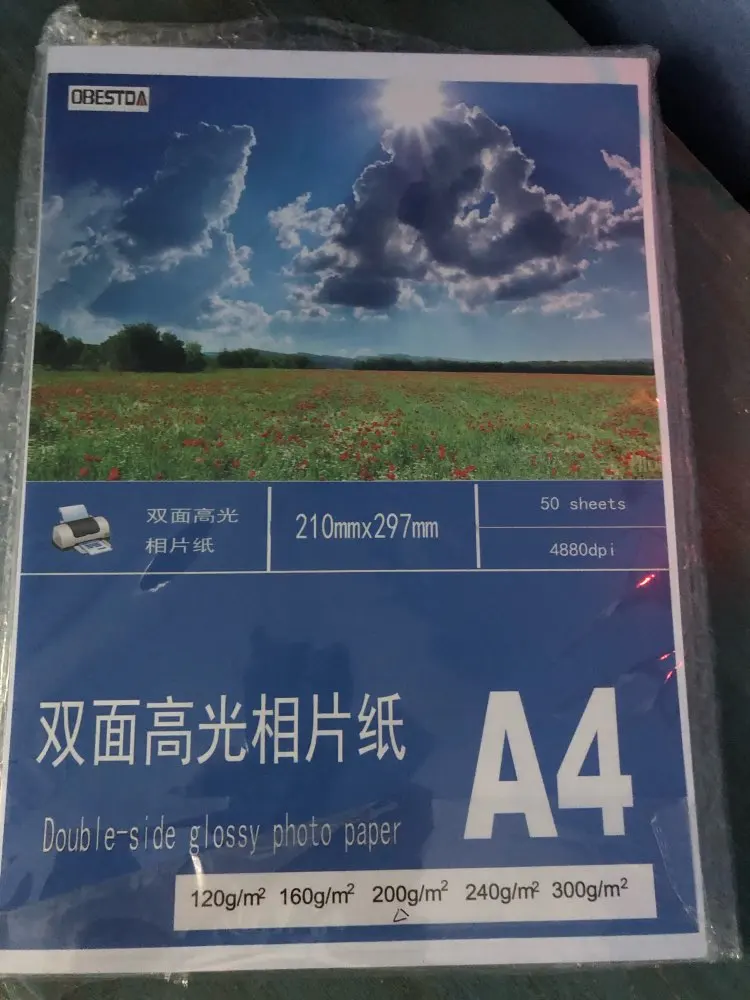 OBESTDA
双面高光
相片纸
210mmx297mm
50 sheets
4880dpi
双面高光相片纸
A4
Double-side glossy photo paper
120g/m² 160g/m² 200g/m² 240g/m² 300g/m²